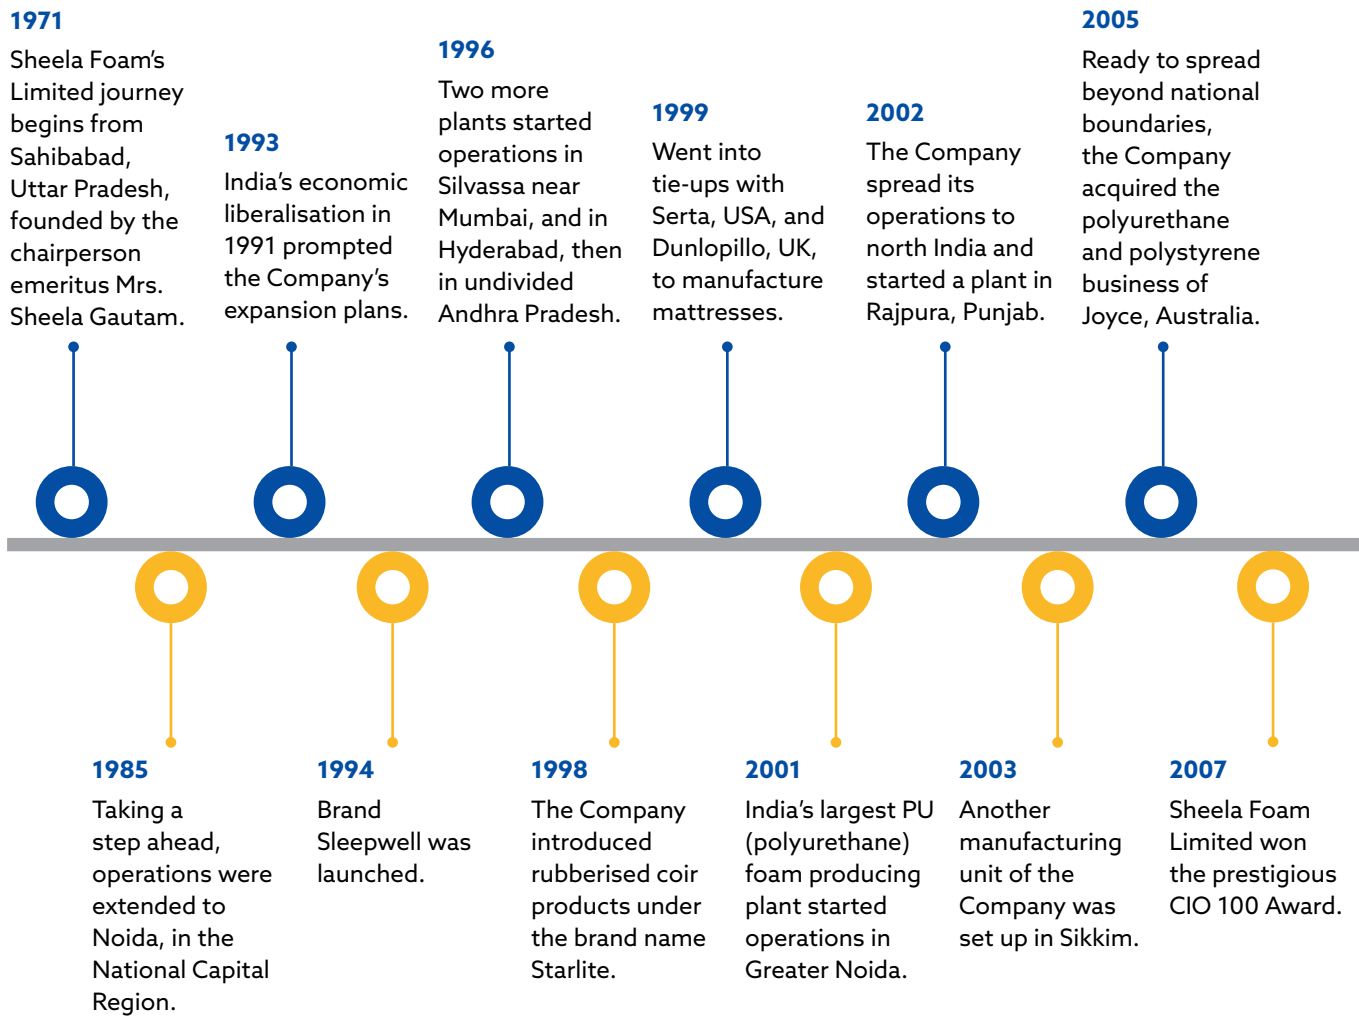 1971
Sheela Foam's
Limited journey
begins from
Sahibabad,
Uttar Pradesh,
founded by the
chairperson
emeritus Mrs.
Sheela Gautam.
1993
India's economic
liberalisation in
1991 prompted
the Company's
expansion plans.
1996
Two more
plants started
operations in
Silvassa near
Mumbai, and in
Hyderabad, then
in undivided
Andhra Pradesh.
1999
Went into
tie-ups with
Serta, USA, and
Dunlopillo, UK,
to manufacture
mattresses.
2002
The Company
spread its
operations to
north India and
started a plant in
Rajpura, Punjab.
2005
Ready to spread
beyond national
boundaries,
the Company
acquired the
polyurethane
and polystyrene
business of
Joyce, Australia.
1985
Taking a
step ahead,
operations were
extended to
Noida, in the
National Capital
Region.
1994
Brand
Sleepwell was
launched.
1998
The Company
introduced
rubberised coir
products under
the brand name
Starlite.
2001
India's largest PU
(polyurethane)
foam producing
plant started
operations in
Greater Noida.
2003
Another
manufacturing
unit of the
Company was
set up in Sikkim.
2007
Sheela Foam
Limited won
the prestigious
CIO 100 Award.